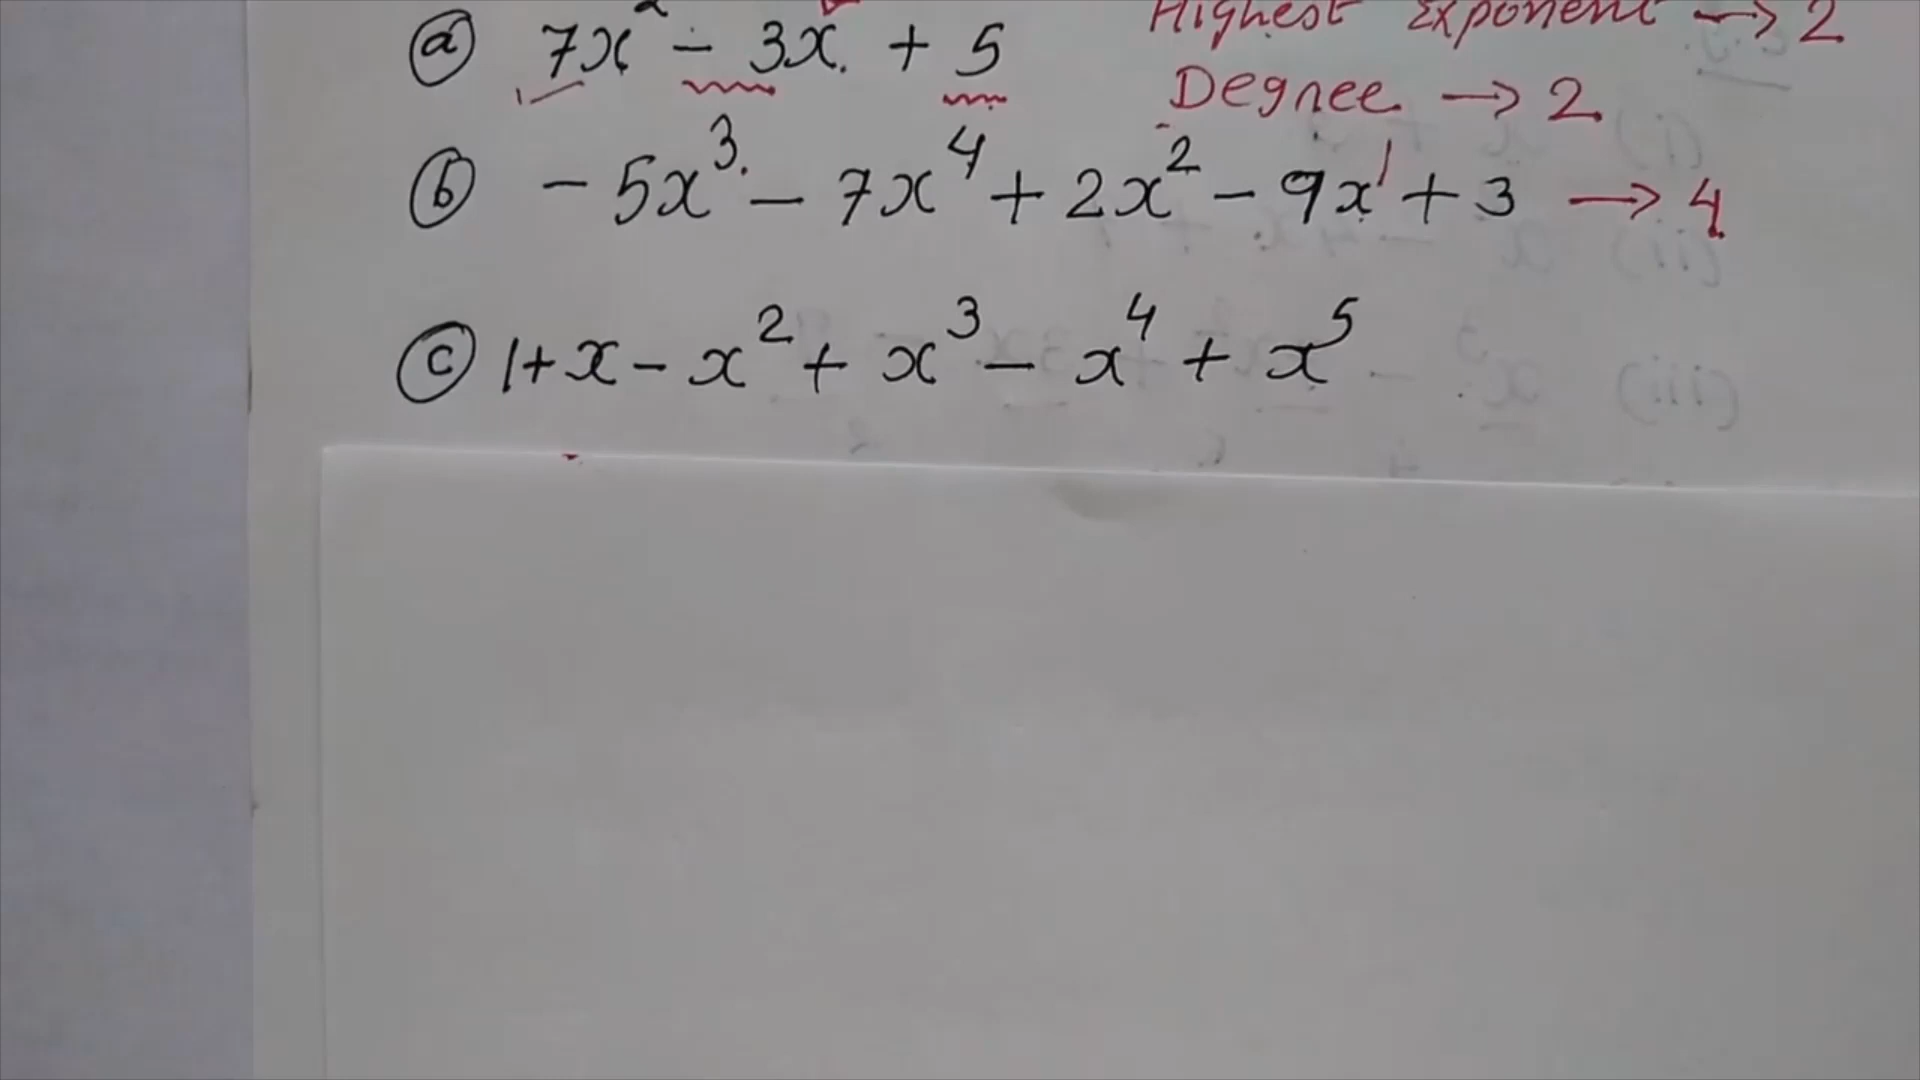 ⓐ 7x² - 3x + 5 Highest Exponent → 2
Degree → 2
ⓑ - 5x³ - 7x⁴ + 2x² - 9x¹ + 3 → 4
ⓒ 1 + x - x² + x³ - x⁴ + x⁵